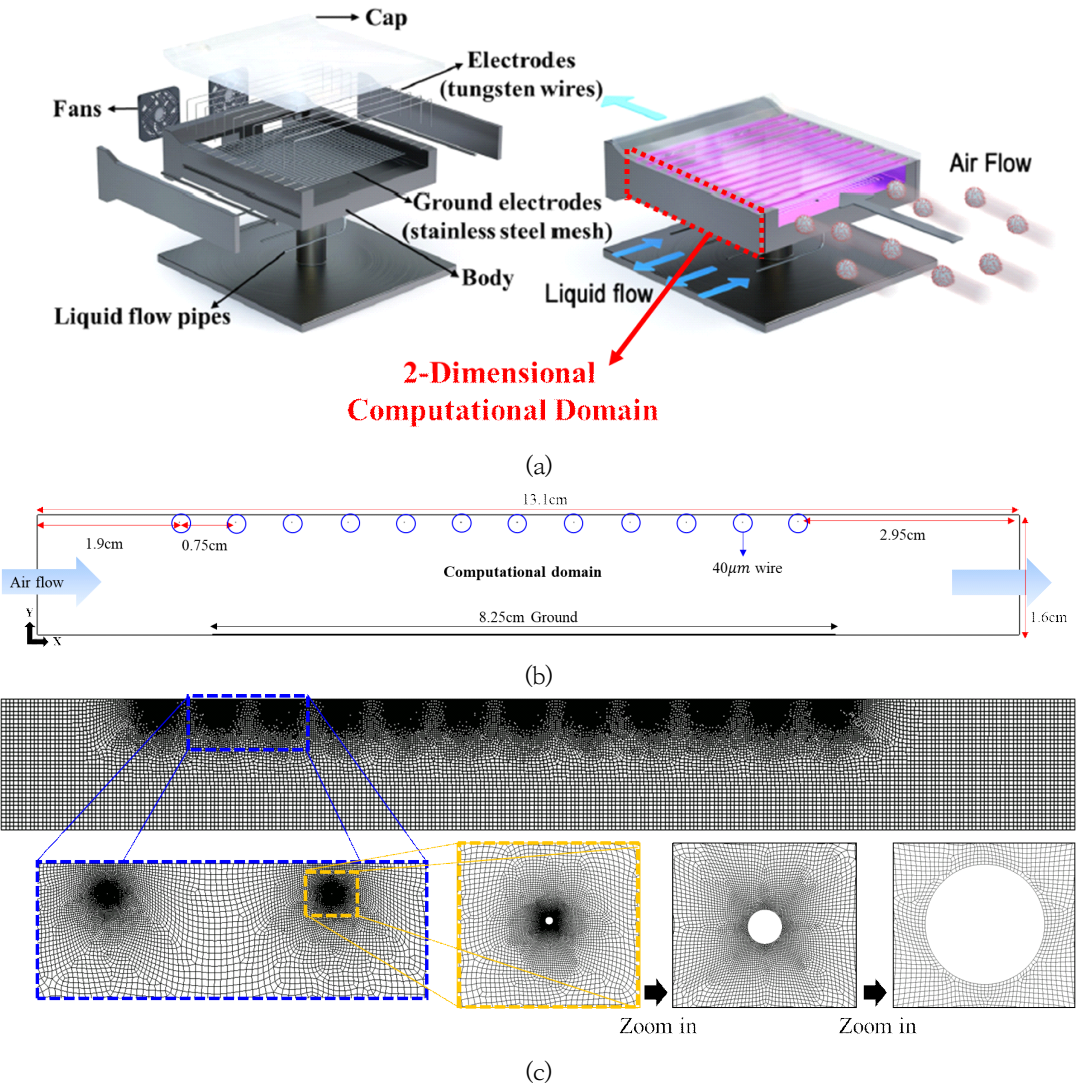 Cap
Electrodes
(tungsten wires)
Fans
Ground electrodes
(stainless steel mesh)
Body
Liquid flow pipes
Air Flow
Liquid flow
2-Dimensional
Computational Domain
(a)
13.1cm
1.9cm
0.75cm
2.95cm
40μm wire
Computational domain
Air flow
8.25cm Ground
1.6cm
Y
X
(b)
Zoom in
Zoom in
(c)